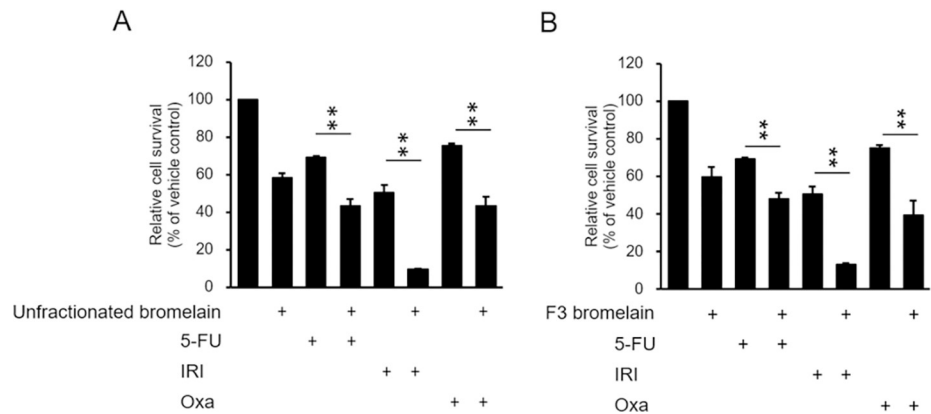 A
Relative cell survival
(% of vehicle control)
120
100
80
60
40
20
0
**
**
**
Unfractionated bromelain + + + +
5-FU + +
IRI + +
Oxa + +
B
Relative cell survival
(% of vehicle control)
120
100
80
60
40
20
0
**
**
**
F3 bromelain + + + +
5-FU + +
IRI + +
Oxa + +